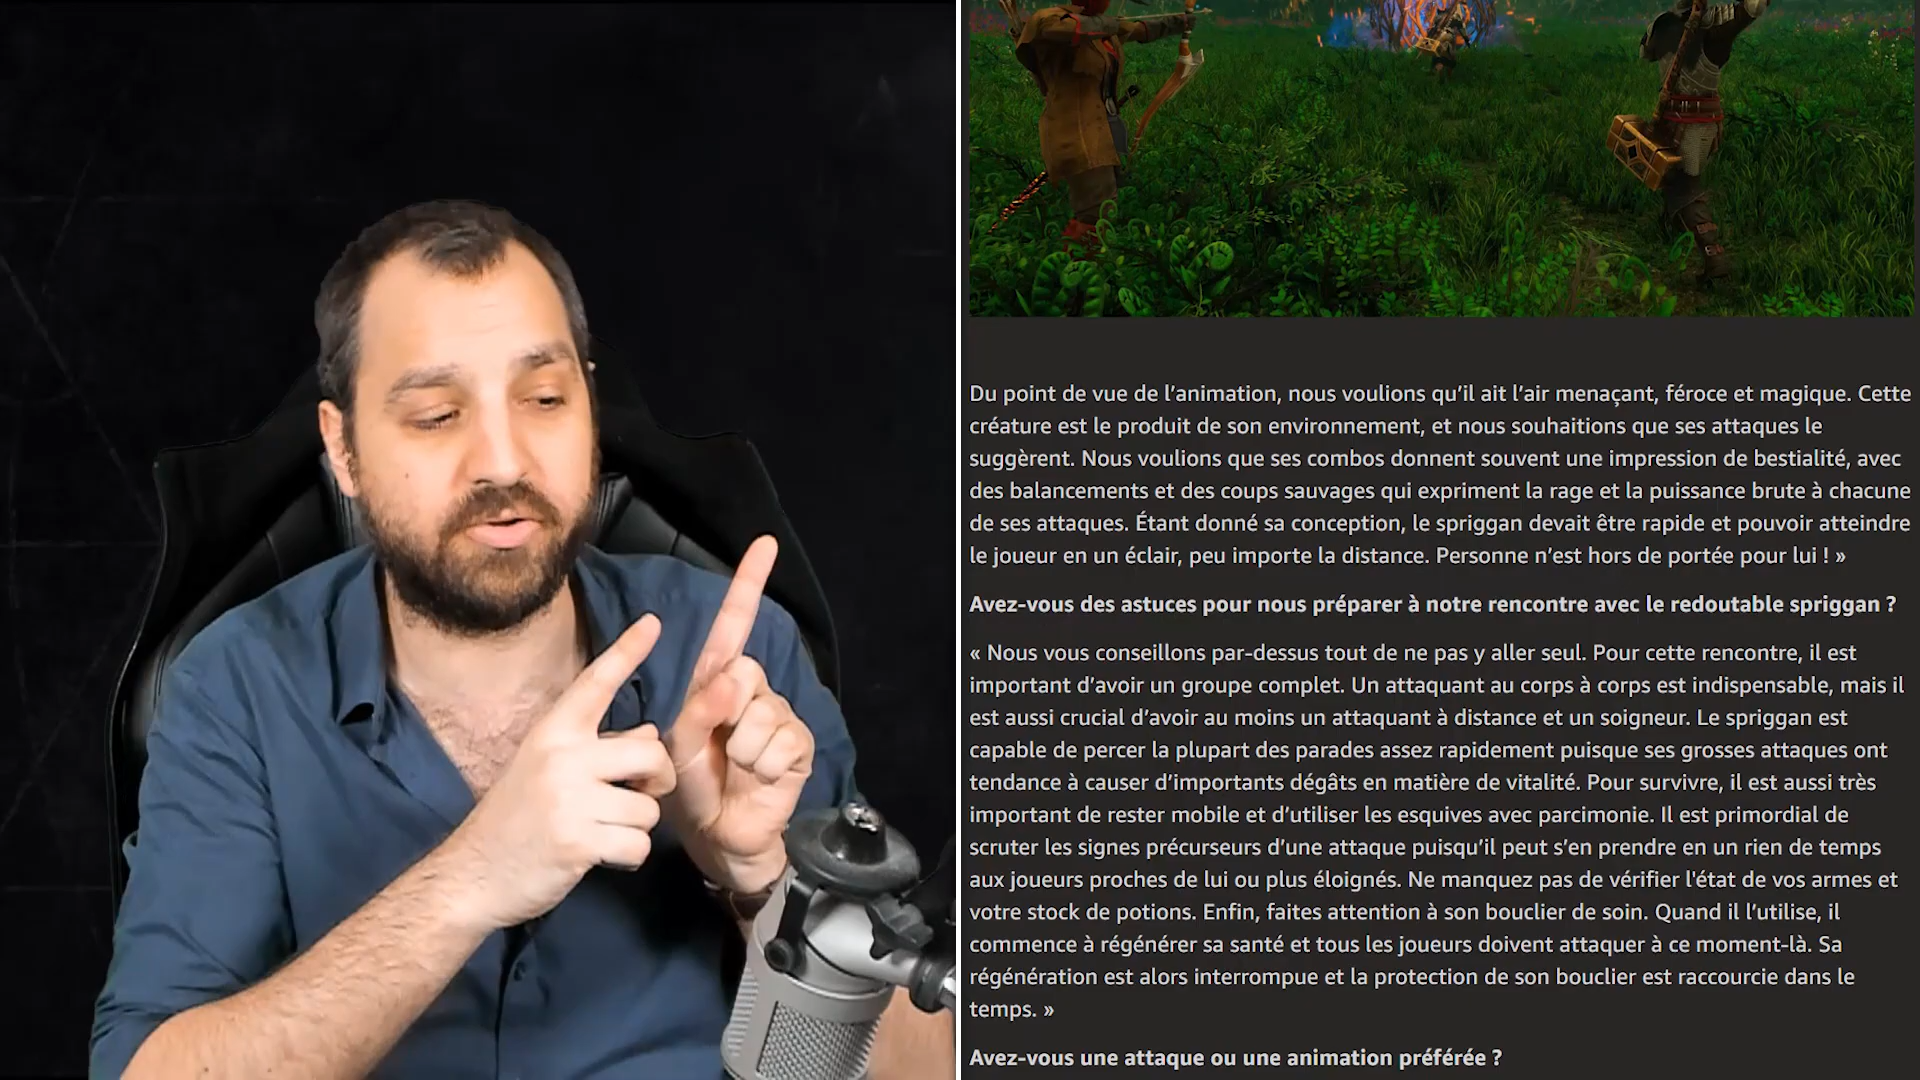 Du point de vue de l’animation, nous voulions qu’il ait l’air menaçant, féroce et magique. Cette
créature est le produit de son environnement, et nous souhaitions que ses attaques le
suggèrent. Nous voulions que ses combos donnent souvent une impression de bestialité, avec
des balancements et des coups sauvages qui expriment la rage et la puissance brute à chacune
de ses attaques. Étant donné sa conception, le spriggan devait être rapide et pouvoir atteindre
le joueur en un éclair, peu importe la distance. Personne n’est hors de portée pour lui ! »
Avez-vous des astuces pour nous préparer à notre rencontre avec le redoutable spriggan ?
« Nous vous conseillons par-dessus tout de ne pas y aller seul. Pour cette rencontre, il est
important d’avoir un groupe complet. Un attaquant au corps à corps est indispensable, mais il
est aussi crucial d’avoir au moins un attaquant à distance et un soigneur. Le spriggan est
capable de percer la plupart des parades assez rapidement puisque ses grosses attaques ont
tendance à causer d’importants dégâts en matière de vitalité. Pour survivre, il est aussi très
important de rester mobile et d’utiliser les esquives avec parcimonie. Il est primordial de
scruter les signes précurseurs d’une attaque puisqu’il peut s’en prendre en un rien de temps
aux joueurs proches de lui ou plus éloignés. Ne manquez pas de vérifier l'état de vos armes et
votre stock de potions. Enfin, faites attention à son bouclier de soin. Quand il l’utilise, il
commence à régénérer sa santé et tous les joueurs doivent attaquer à ce moment-là. Sa
régénération est alors interrompue et la protection de son bouclier est raccourcie dans le
temps. »
Avez-vous une attaque ou une animation préférée ?